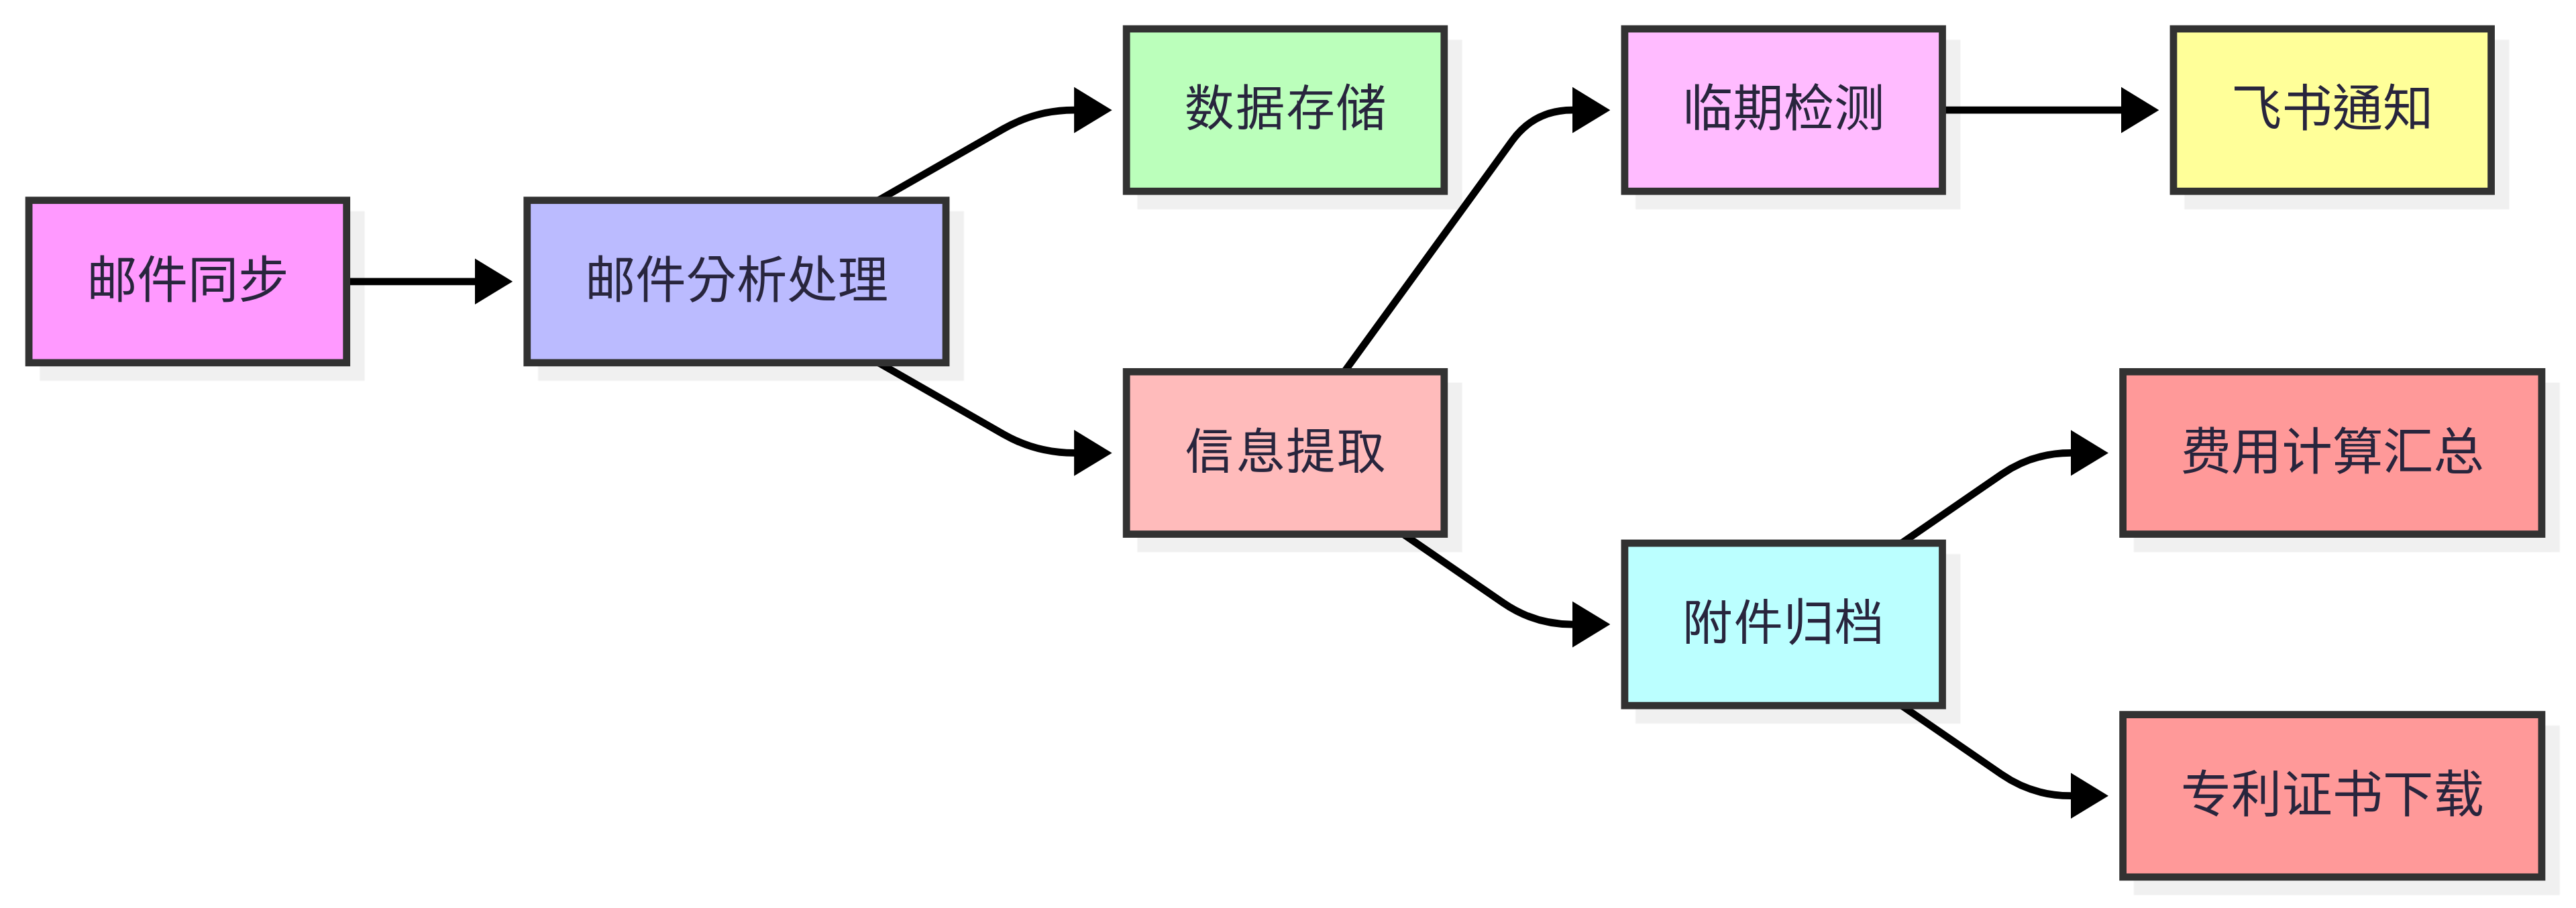 邮件同步
邮件分析处理
数据存储
信息提取
临期检测
附件归档
飞书通知
费用计算汇总
专利证书下载